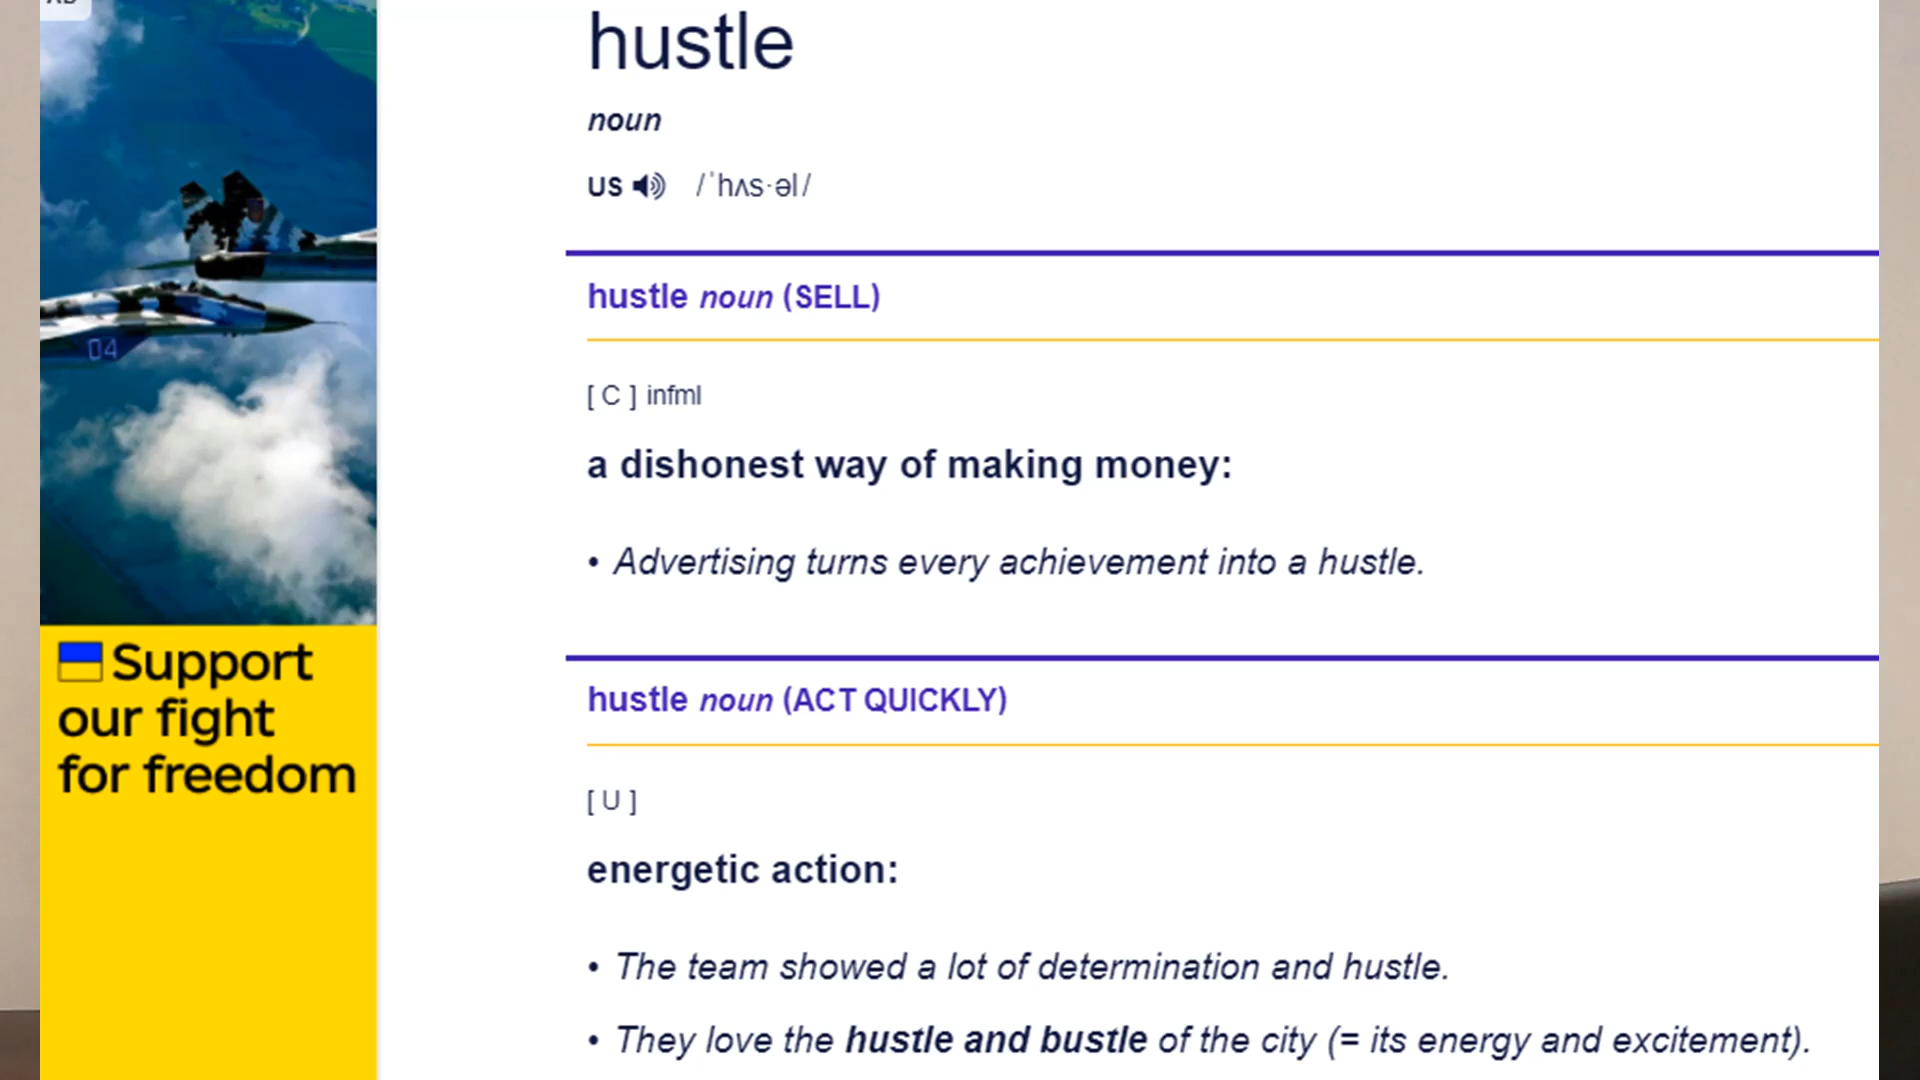 hustle
noun
US /ˈhʌs·əl/
hustle noun (SELL)
[ C ] infml
a dishonest way of making money:
• Advertising turns every achievement into a hustle.
hustle noun (ACT QUICKLY)
[ U ]
energetic action:
• The team showed a lot of determination and hustle.
• They love the hustle and bustle of the city (= its energy and excitement).
04
Support
our fight
for freedom